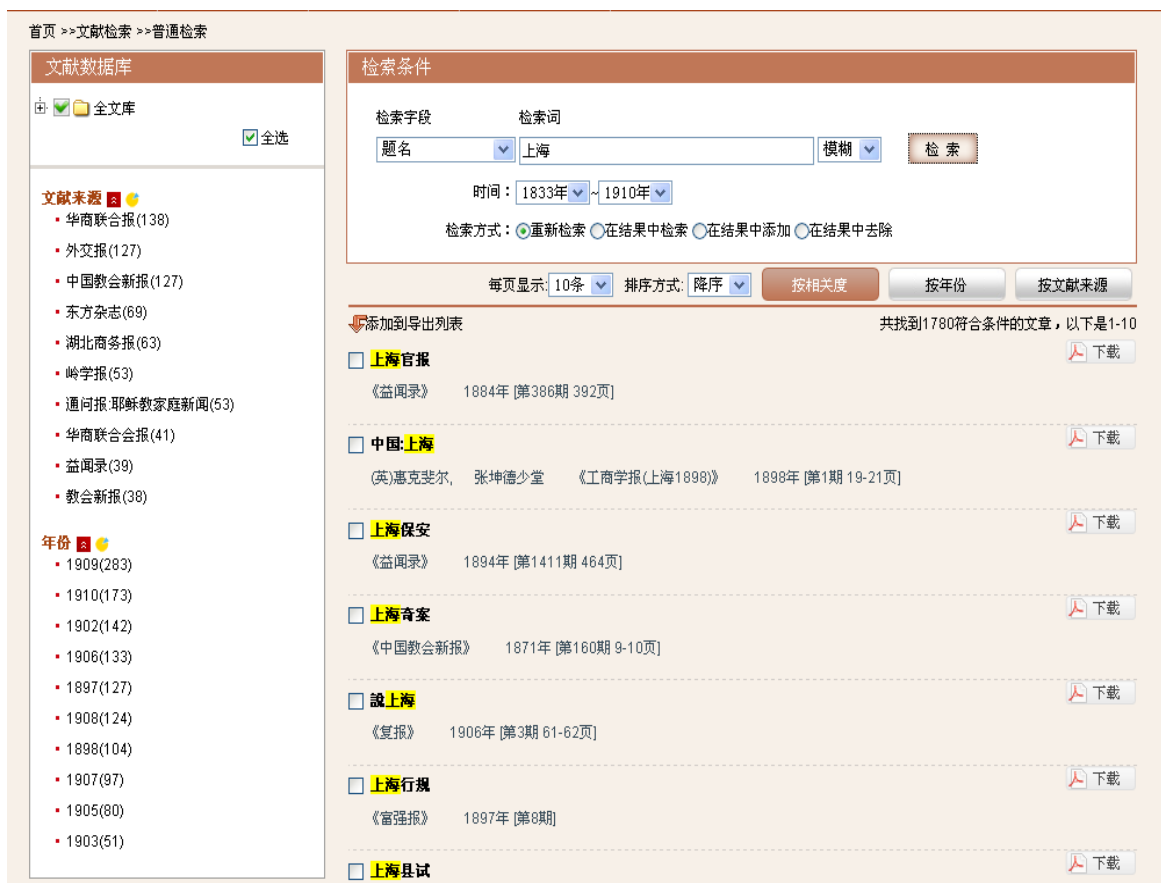 首页 >>文献检索 >>普通检索
文献数据库
全文库
全选
文献来源
华商联合报(138)
外交报(127)
中国教会新报(127)
东方杂志(69)
湖北商务报(63)
岭学报(53)
通问报:耶稣教家庭新闻(53)
华商联合会报(41)
益闻录(39)
教会新报(38)
年份
1909(283)
1910(173)
1902(142)
1906(133)
1897(127)
1908(124)
1898(104)
1907(97)
1905(80)
1903(51)
检索条件
检索字段 检索词
题名 上海 模糊 检 索
时间：1833年~1910年
检索方式：重新检索 在结果中检索 在结果中添加 在结果中去除
每页显示: 10条 排序方式: 降序 按相关度 按年份 按文献来源
添加到导出列表 共找到1780符合条件的文章，以下是1-10
上海官报 下载
《益闻录》 1884年 [第386期 392页]
中国:上海 下载
(英)惠克斐尔, 张坤德少堂 《工商学报(上海1898)》 1898年 [第1期 19-21页]
上海保安 下载
《益闻录》 1894年 [第1411期 464页]
上海奇案 下载
《中国教会新报》 1871年 [第160期 9-10页]
說上海 下载
《复报》 1906年 [第3期 61-62页]
上海行规 下载
《富强报》 1897年 [第8期]
上海县试 下载